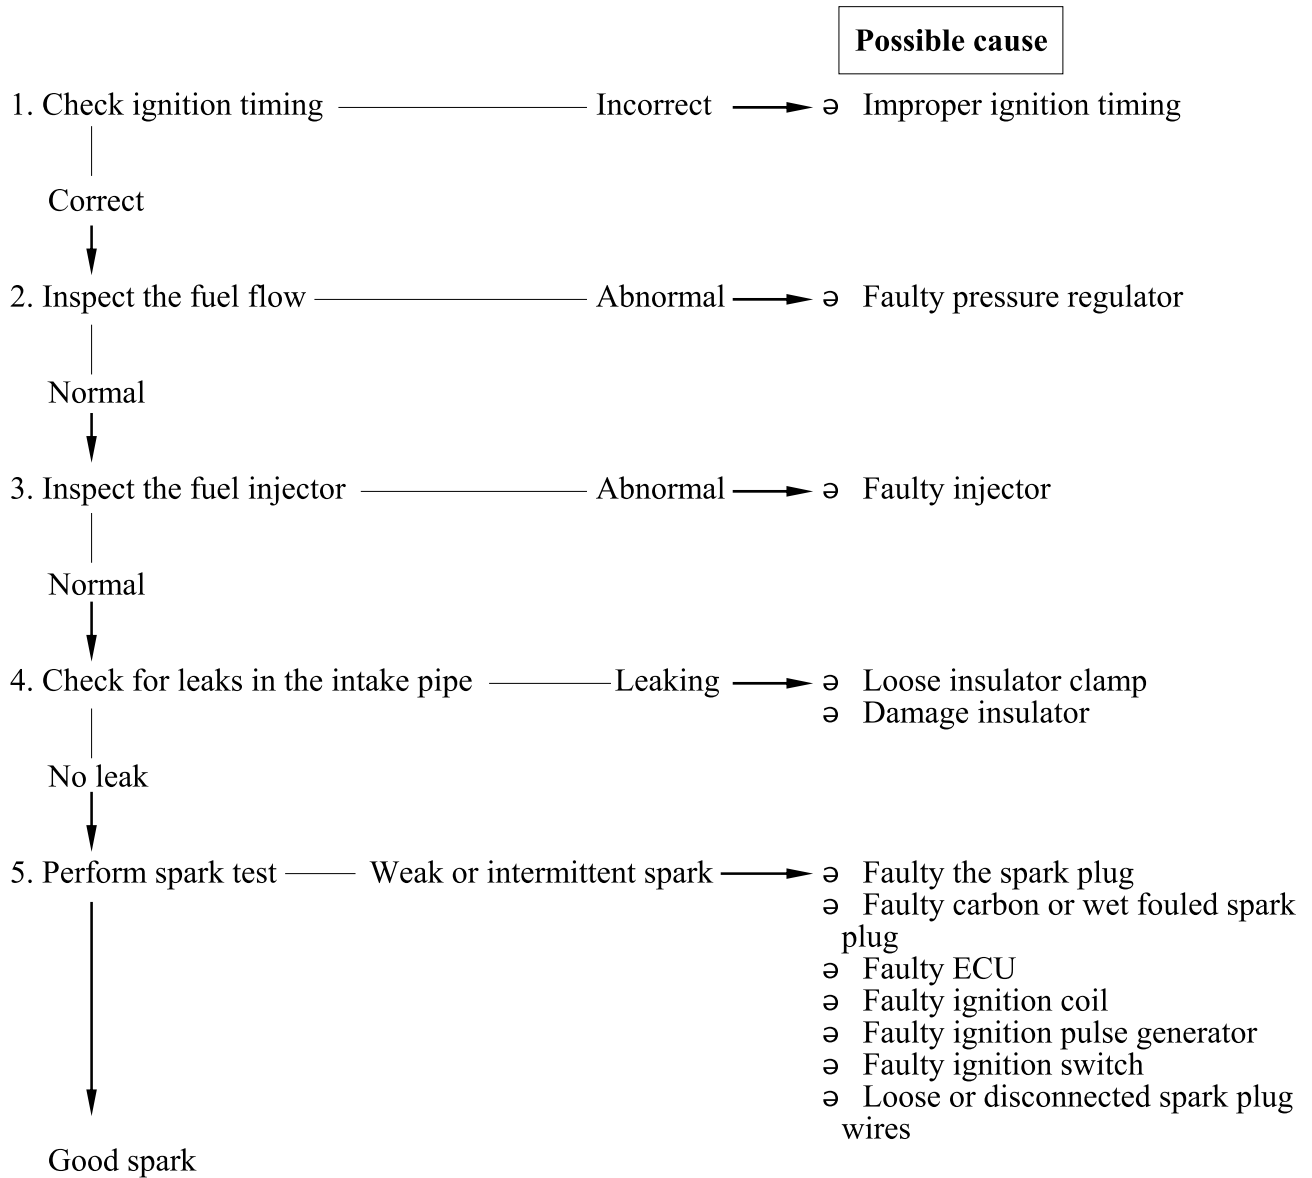 Possible cause
1. Check ignition timing Incorrect ə Improper ignition timing
Correct
2. Inspect the fuel flow Abnormal ə Faulty pressure regulator
Normal
3. Inspect the fuel injector Abnormal ə Faulty injector
Normal
4. Check for leaks in the intake pipe Leaking ə Loose insulator clamp
ə Damage insulator
No leak
5. Perform spark test Weak or intermittent spark ə Faulty the spark plug
ə Faulty carbon or wet fouled spark
plug
ə Faulty ECU
ə Faulty ignition coil
ə Faulty ignition pulse generator
ə Faulty ignition switch
ə Loose or disconnected spark plug
wires
Good spark